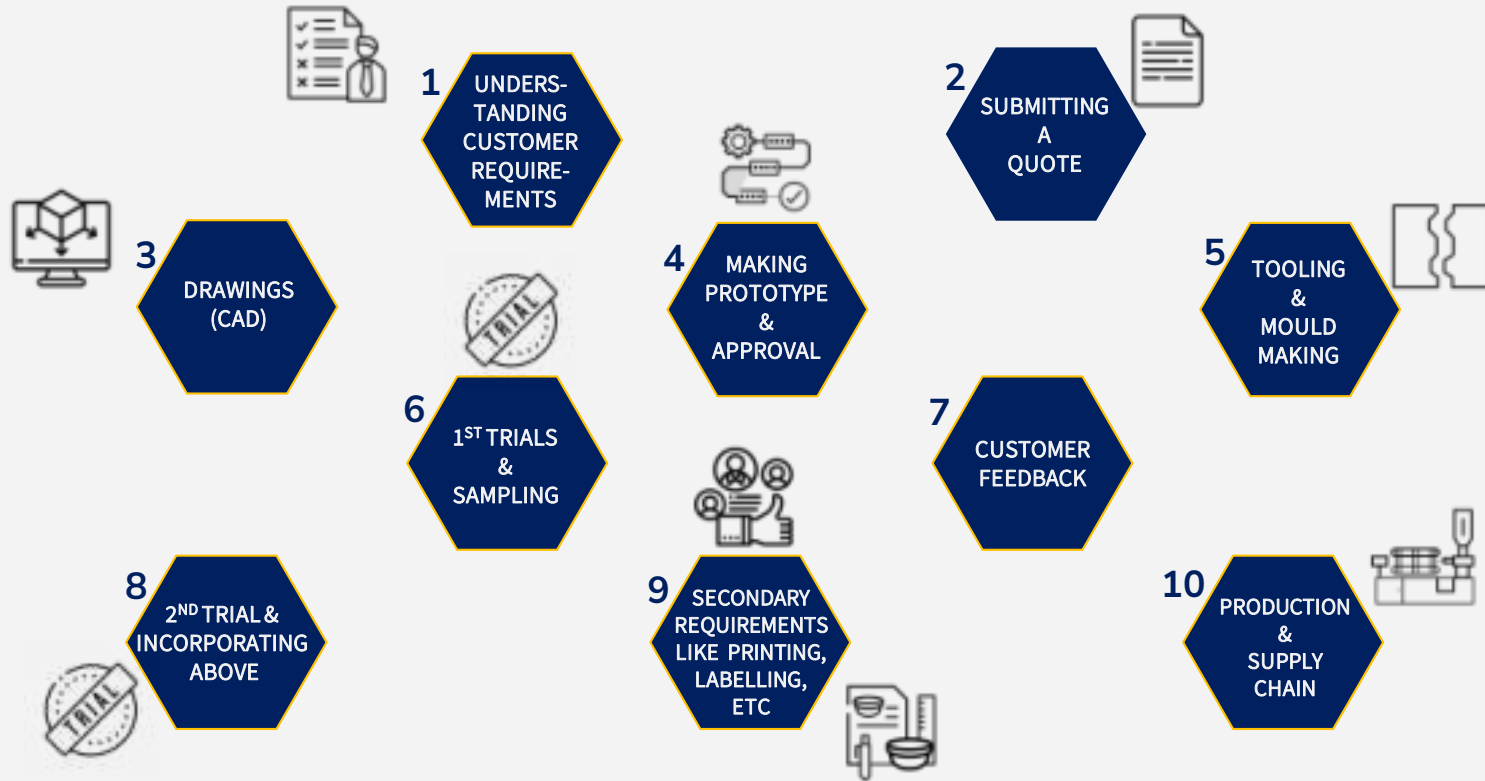 1
UNDERS-
TANDING
CUSTOMER
REQUIRE-
MENTS
2
SUBMITTING
A
QUOTE
3
DRAWINGS
(CAD)
4
MAKING
PROTOTYPE
&
APPROVAL
5
TOOLING
&
MOULD
MAKING
TRIAL
6
1ST TRIALS
&
SAMPLING
7
CUSTOMER
FEEDBACK
8
2ND TRIAL &
INCORPORATING
ABOVE
TRIAL
9
SECONDARY
REQUIREMENTS
LIKE PRINTING,
LABELLING,
ETC
10
PRODUCTION
&
SUPPLY
CHAIN